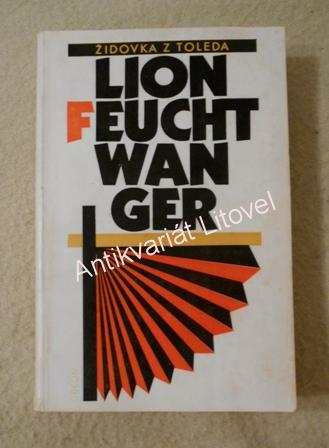 ŽIDOVKA Z TOLEDA
LION
FEUCHT
WAN
GER
Antikvariát Litovel